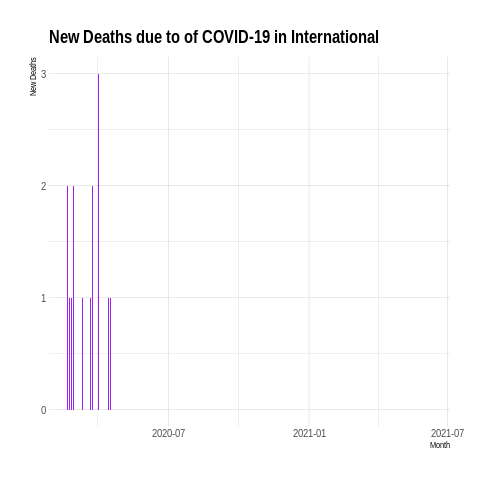 New Deaths due to of COVID-19 in International
New Deaths
3
2
1
0
2020-07
2021-01
2021-07
Month